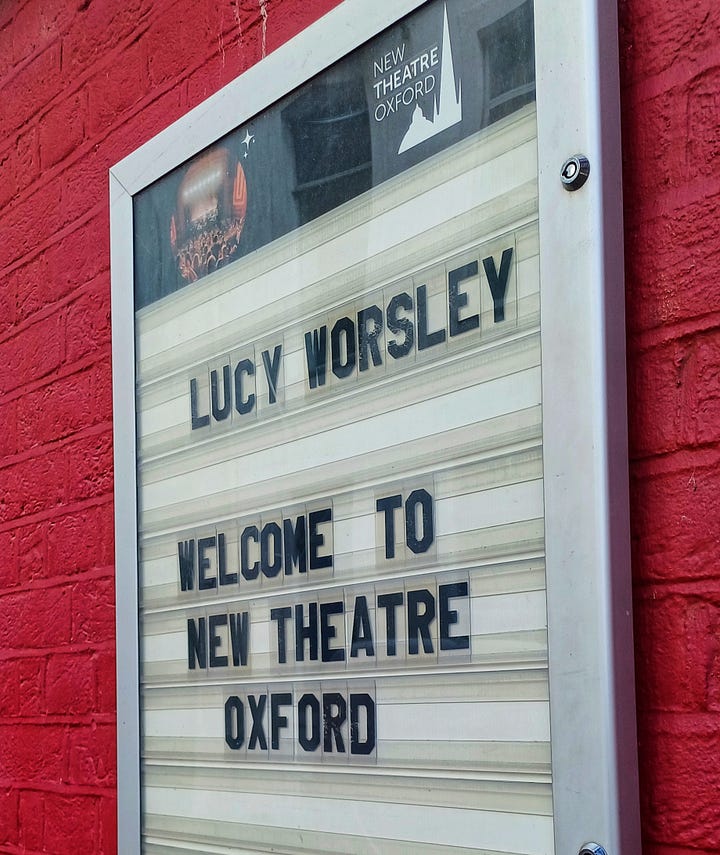 NEW
THEATRE
OXFORD
LUCY WORSLEY
WELCOME TO
NEW THEATRE
OXFORD